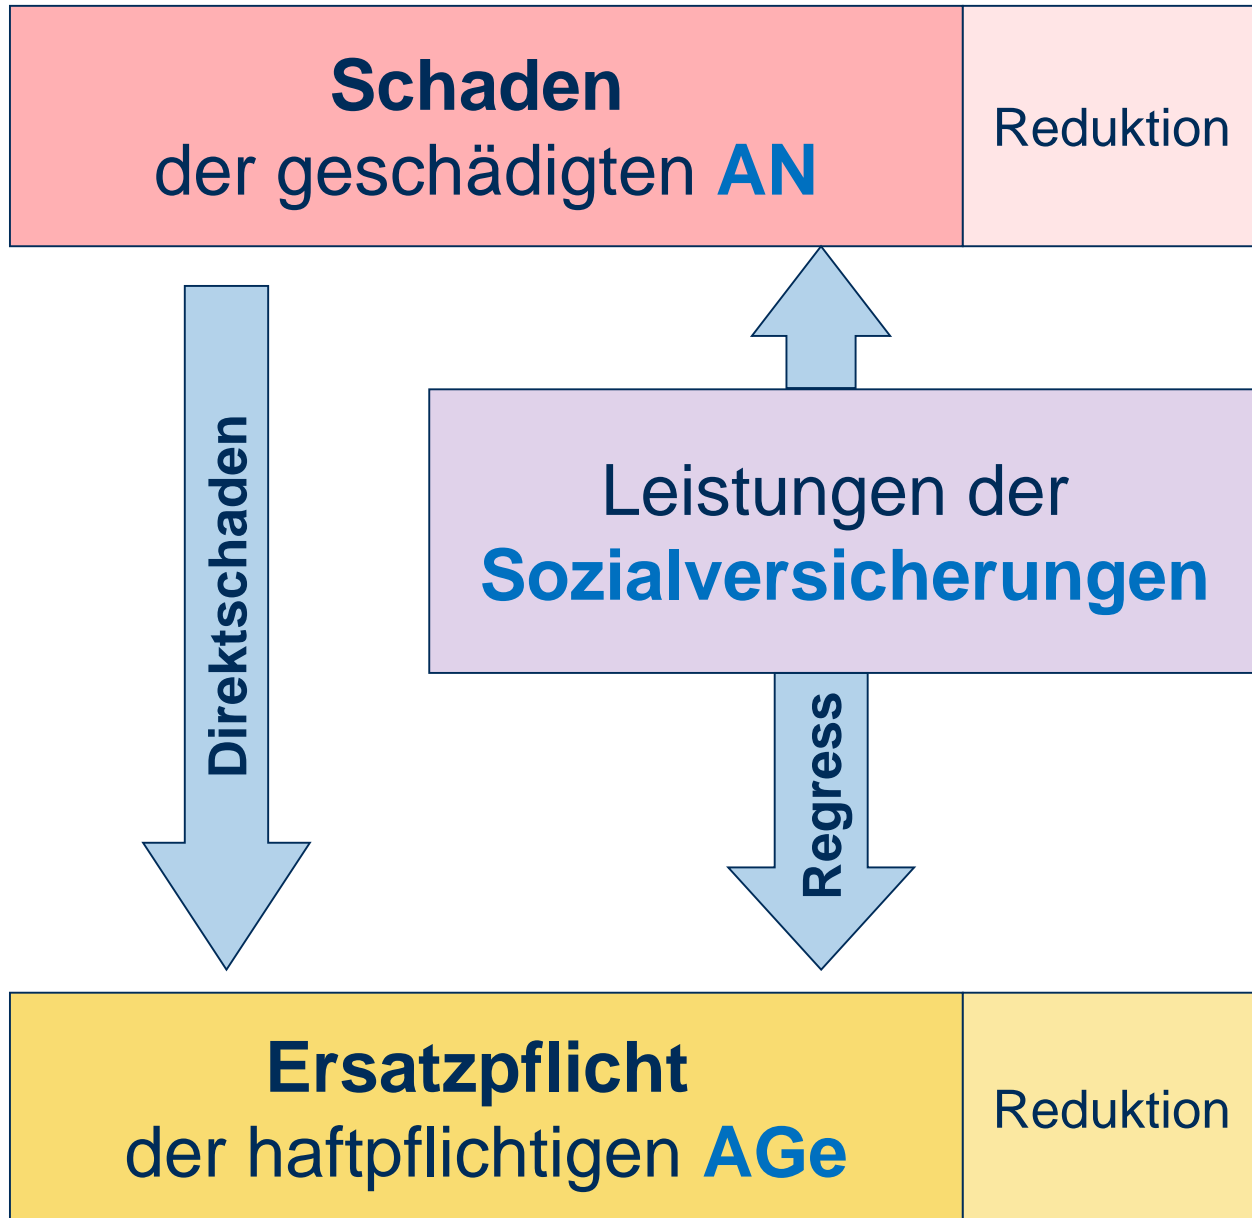 Schaden
der geschädigten AN
Reduktion
Direktschaden
Leistungen der
Sozialversicherungen
Regress
Ersatzpflicht
der haftpflichtigen AGe
Reduktion